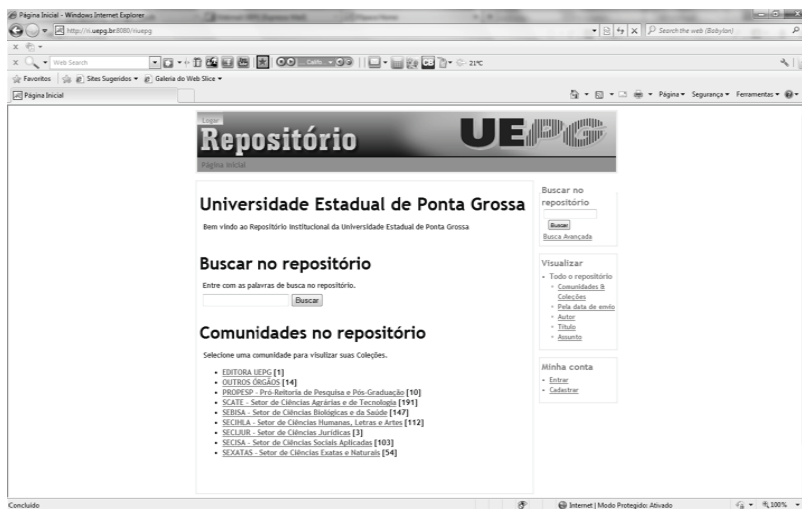 Página Inicial - Windows Internet Explorer
http://ri.uepg.br:8080/riuepg
Search the web (Babylon)
X
X Web Search 21°C
Favoritos Sites Sugeridos Galeria do Web Slice
Página Inicial Página Segurança Ferramentas
Login
Repositório UEPG
Página Inicial
Universidade Estadual de Ponta Grossa
Bem vindo ao Repositório Institucional da Universidade Estadual de Ponta Grossa
Buscar no repositório
Entre com as palavras de busca no repositório.
Buscar
Comunidades no repositório
Selecione uma comunidade para visulizar suas Coleções.
• EDITORA UEPG [1]
• OUTROS ÓRGÃOS [14]
• PROPESP - Pró-Reitoria de Pesquisa e Pós-Graduação [10]
• SCATE - Setor de Ciências Agrárias e de Tecnologia [191]
• SEBISA - Setor de Ciências Biológicas e da Saúde [147]
• SECIHLA - Setor de Ciências Humanas, Letras e Artes [112]
• SECIJUR - Setor de Ciências Jurídicas [3]
• SECISA - Setor de Ciências Sociais Aplicadas [103]
• SEXATAS - Setor de Ciências Exatas e Naturais [54]
Buscar no
repositório
Buscar
Busca Avançada
Visualizar
• Todo o repositório
Comunidades &
Coleções
Pela data de envio
Autor
Título
Assunto
Minha conta
• Entrar
• Cadastrar
Concluído Internet | Modo Protegido: Ativado 100%